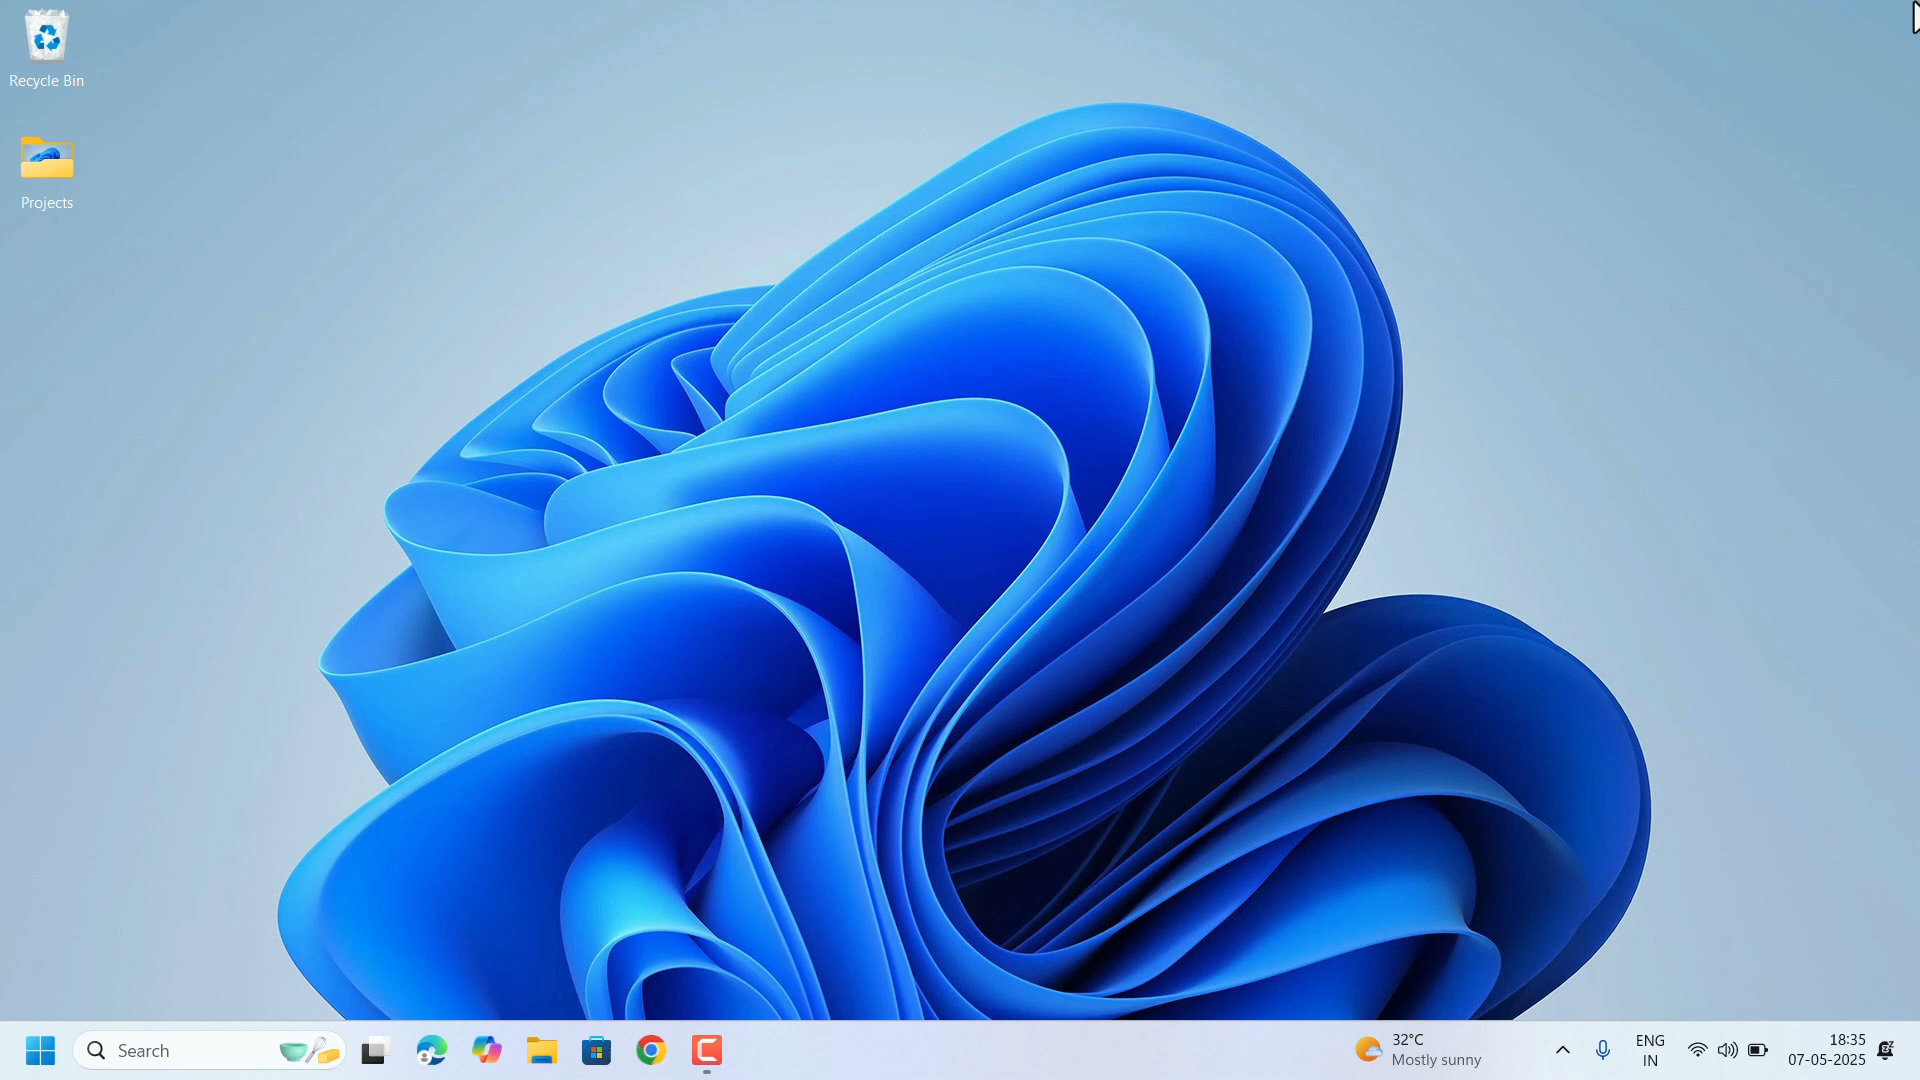 Recycle Bin
Projects
Search
32°C
Mostly sunny
ENG
IN
18:35
07-05-2025